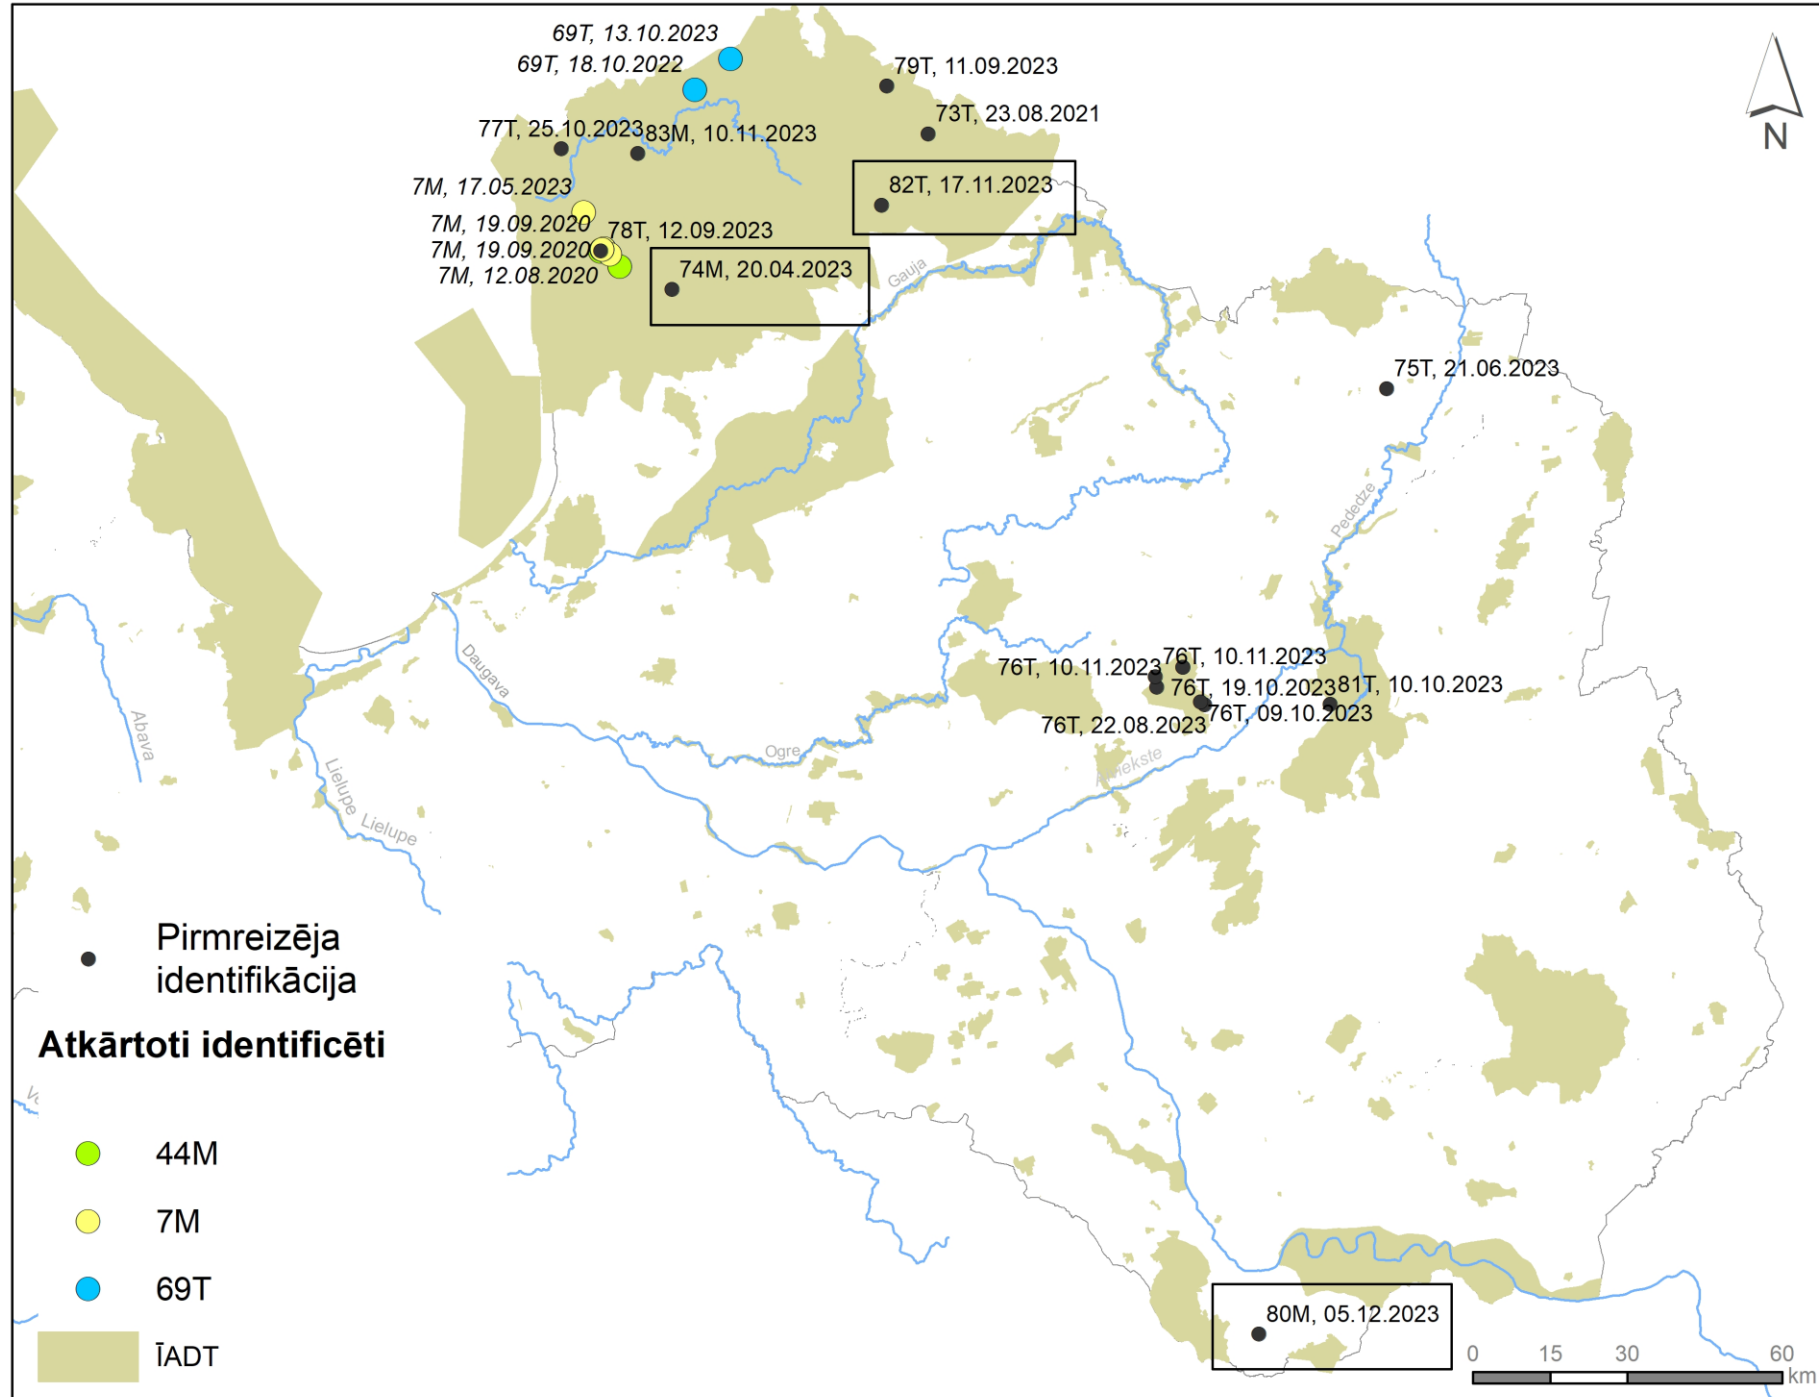 69T, 13.10.2023
69T, 18.10.2022
79T, 11.09.2023
73T, 23.08.2021
77T, 25.10.2023
83M, 10.11.2023
N
7M, 17.05.2023
82T, 17.11.2023
7M, 19.09.2020
78T, 12.09.2023
7M, 19.09.2020
7M, 12.08.2020
74M, 20.04.2023
Gauja
75T, 21.06.2023
Pededze
76T, 10.11.2023
76T, 10.11.2023
76T, 19.10.2023
81T, 10.10.2023
76T, 22.08.2023
76T, 09.10.2023
Daugava
Abava
Ogre
Aiviekste
Lielupe
Lielupe
Pirmreizēja
identifikācija
Atkārtoti identificēti
44M
7M
69T
ĪADT
80M, 05.12.2023
0 15 30 60
km